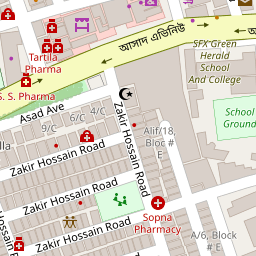 আসাদ এভিনিউ
SFX Green
Herald
School
And College
Tartila
Pharma
S. S. Pharma
Asad Ave
4/C
6/C
9/C
Zakir Hossain Road
Alif/18,
Block #
E
School
Ground
Zakir Hossain Road
Zakir Hossain Road
Sopna
Pharmacy
Zakir Hossain Road
A/6, Block
# E